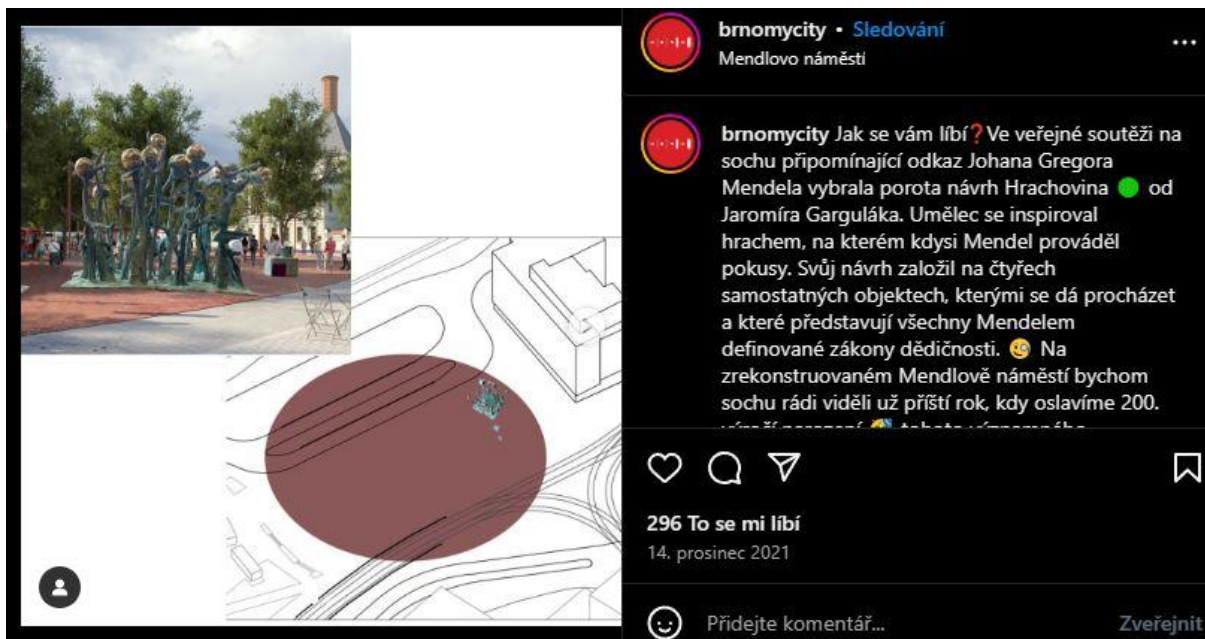 brnomycity • Sledování
Mendlovo náměstí
brnomycity Jak se vám líbí❓Ve veřejné soutěži na
sochu připomínající odkaz Johana Gregora
Mendela vybrala porota návrh Hrachovina 🟢 od
Jaromíra Garguláka. Umělec se inspiroval
hrachem, na kterém kdysi Mendel prováděl
pokusy. Svůj návrh založil na čtyřech
samostatných objektech, kterými se dá procházet
a které představují všechny Mendelem
definované zákony dědičnosti. 🧐 Na
zrekonstruovaném Mendlově náměstí bychom
sochu rádi viděli už příští rok, kdy oslavíme 200.
296 To se mi líbí
14. prosinec 2021
Přidejte komentář...
Zveřejnit